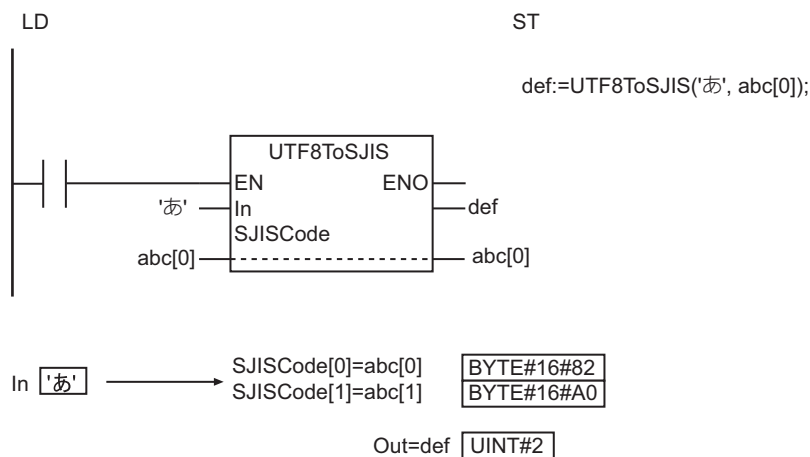 LD
ST
def:=UTF8ToSJIS('あ', abc[0]);
UTF8ToSJIS
EN ENO
'あ' In def
SJISCode
abc[0] abc[0]
In 'あ'
SJISCode[0]=abc[0] BYTE#16#82
SJISCode[1]=abc[1] BYTE#16#A0
Out=def UINT#2